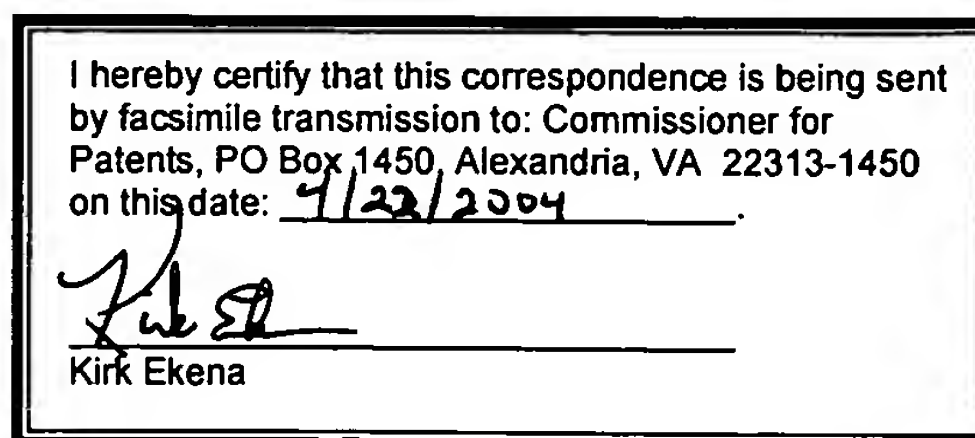 I hereby certify that this correspondence is being sent
by facsimile transmission to: Commissioner for
Patents, PO Box 1450, Alexandria, VA 22313-1450
on this date: 4/22/2004.
Kirk Ekena